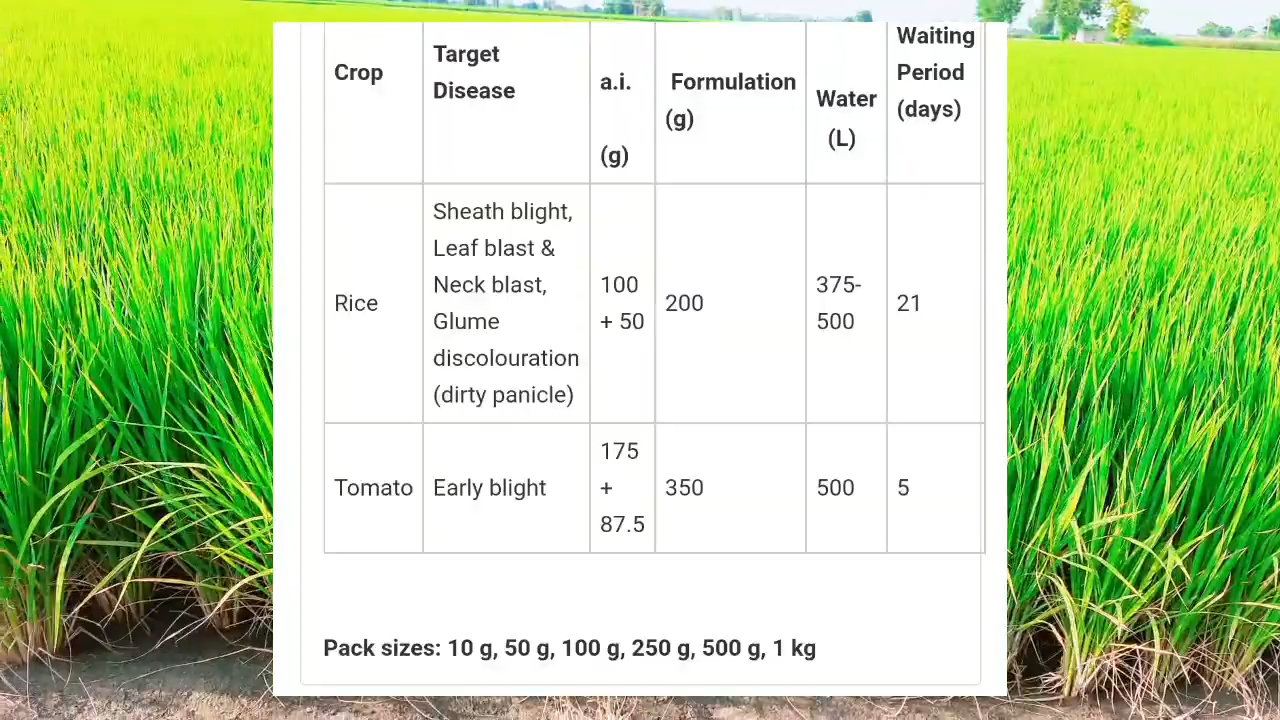 Crop
Target
Disease
a.i.
(g)
Formulation
(g)
Water
(L)
Waiting
Period
(days)
Rice
Sheath blight,
Leaf blast &
Neck blast,
Glume
discolouration
(dirty panicle)
100
+ 50
200
375-
500
21
Tomato
Early blight
175
+
87.5
350
500
5
Pack sizes: 10 g, 50 g, 100 g, 250 g, 500 g, 1 kg